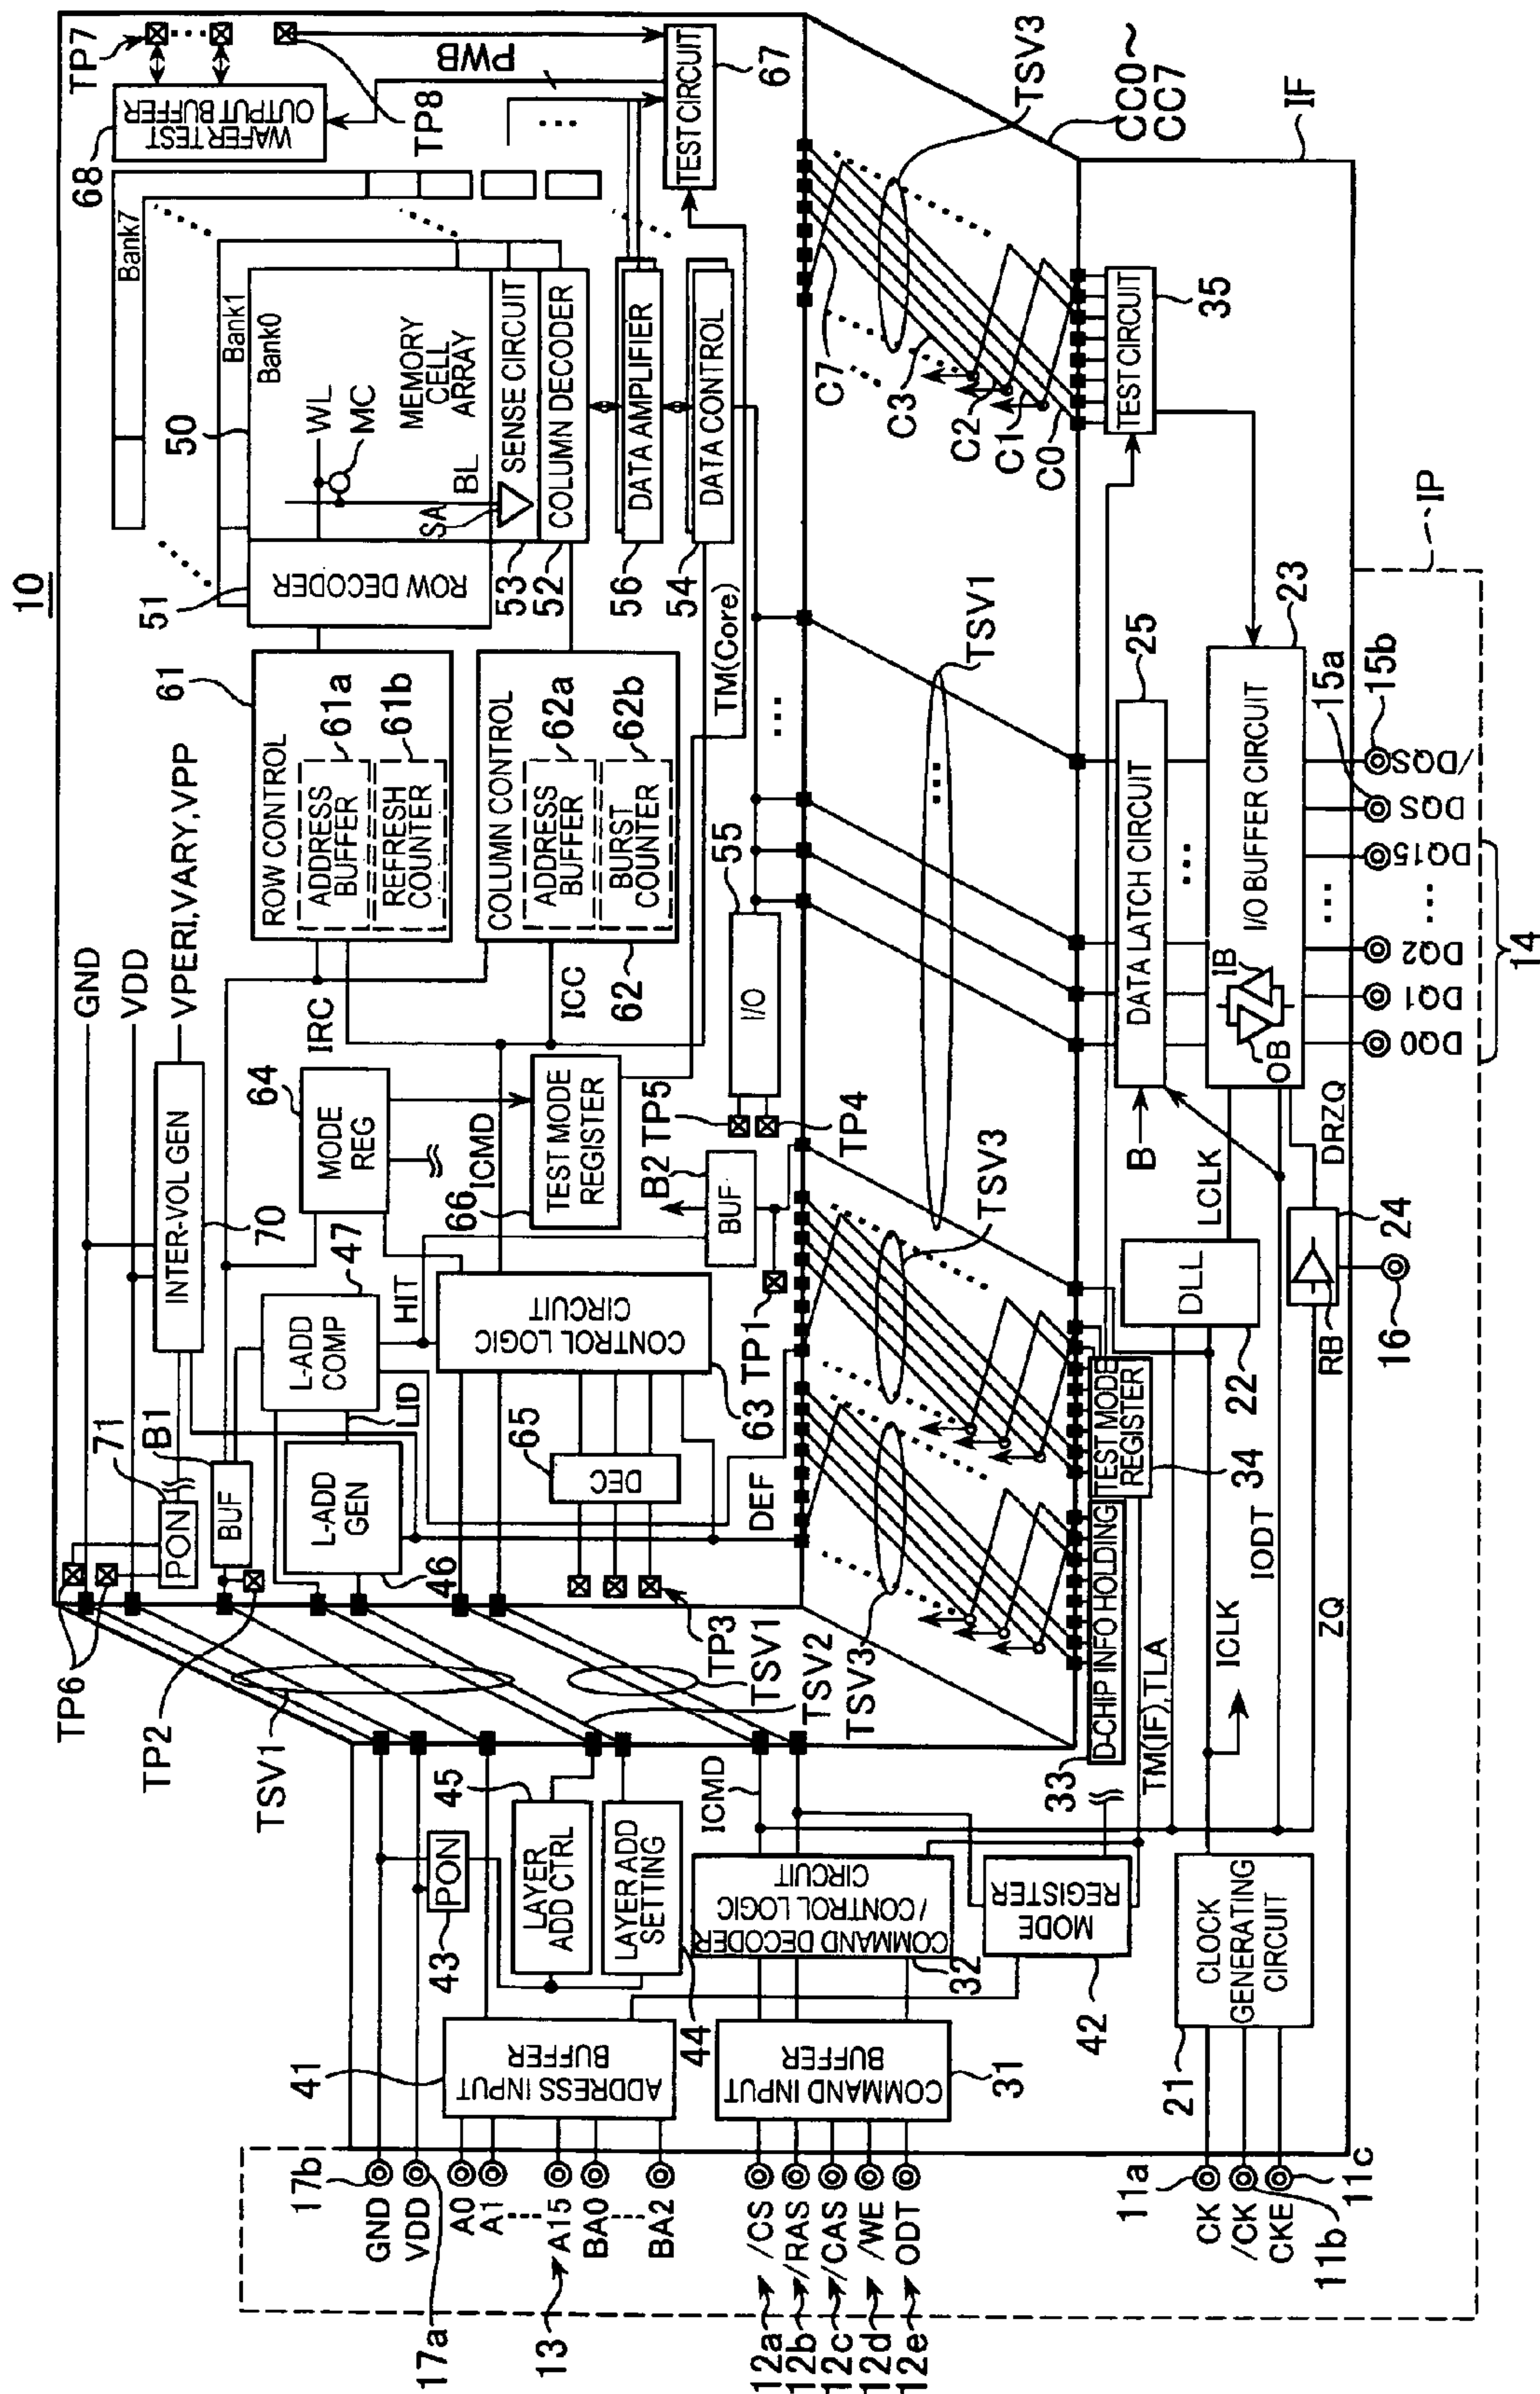 10
TP6
TP2
TSV1
71
PON
B1
BUF
L-ADD
GEN
46
INTER-VOL GEN
70
GND
VDD
VPERI,VARY,VPP
L-ADD
COMP
47
LID
HIT
MODE
REG
64
IRC
ICMD
66
TEST MODE
REGISTER
CONTROL LOGIC
CIRCUIT
63
65
DEC
DEF
TP3
TSV1
TSV2
TSV3
TP1
B2
BUF
TP5
TP4
55
I/O
61
ROW CONTROL
ADDRESS
BUFFER
61a
REFRESH
COUNTER
61b
COLUMN CONTROL
ADDRESS
BUFFER
62a
BURST
COUNTER
62b
62
ICC
TM(Core)
51
ROW DECODER
50
Bank7
Bank1
Bank0
WL
MC
MEMORY
CELL
ARRAY
BL
SA
SENSE CIRCUIT
COLUMN DECODER
53
52
DATA AMPLIFIER
56
DATA CONTROL
54
68
WAFER TEST
OUTPUT BUFFER
TP7
TP8
PWB
TEST CIRCUIT
67
TSV3
TSV1
TSV3
C7
C3
C2
C1
C0
CC0~
CC7
IF
IP
TEST CIRCUIT
35
17b
GND
VDD
17a
A0
A1
A15
13
BA0
BA2
12a
/CS
12b
/RAS
12c
/CAS
12d
/WE
12e
ODT
11a
CK
/CK
CKE
11b
11c
41
ADDRESS INPUT
BUFFER
COMMAND INPUT
BUFFER
31
43
PON
45
LAYER
ADD CTRL
LAYER ADD
SETTING
44
ICMD
COMMAND DECODER
/CONTROL LOGIC
CIRCUIT
32
MODE
REGISTER
42
21
CLOCK
GENERATING
CIRCUIT
33
D-CHIP INFO HOLDING
TEST MODE
REGISTER
34
TM(IF),TLA
ICLK
IODT
ZQ
DLL
22
LCLK
B
DATA LATCH CIRCUIT
25
I/O BUFFER CIRCUIT
23
IB
OB
DRZQ
24
RB
16
DQ0
DQ1
DQ2
DQ15
DQS
/DQS
15a
15b
14